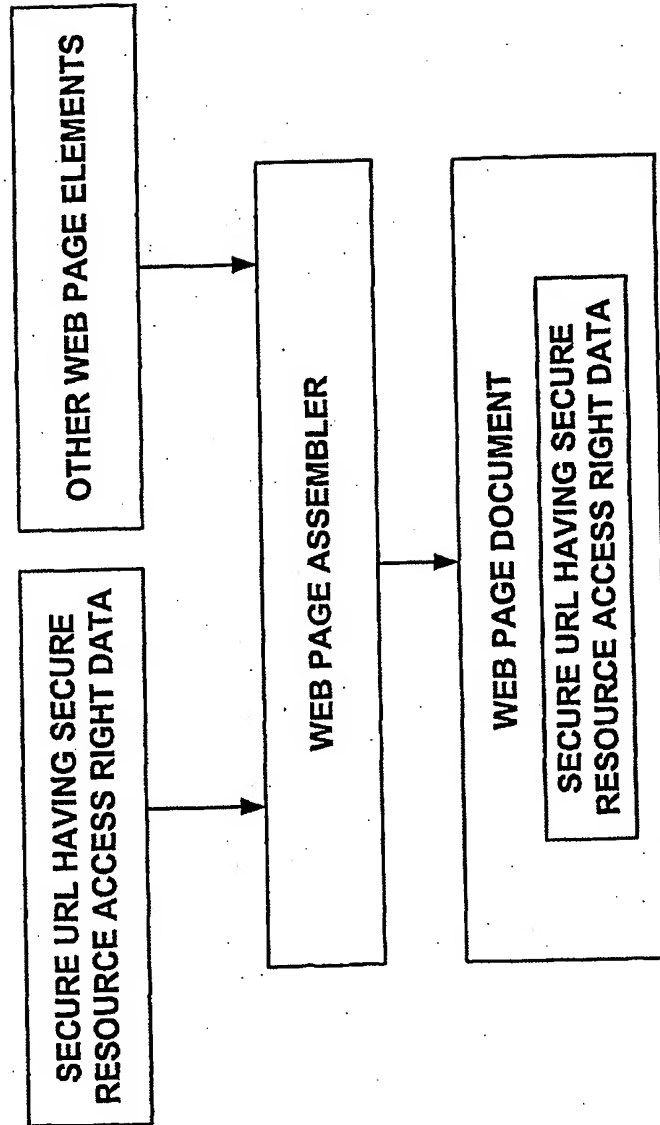 SECURE URL HAVING SECURE
RESOURCE ACCESS RIGHT DATA
OTHER WEB PAGE ELEMENTS
WEB PAGE ASSEMBLER
WEB PAGE DOCUMENT
SECURE URL HAVING SECURE
RESOURCE ACCESS RIGHT DATA